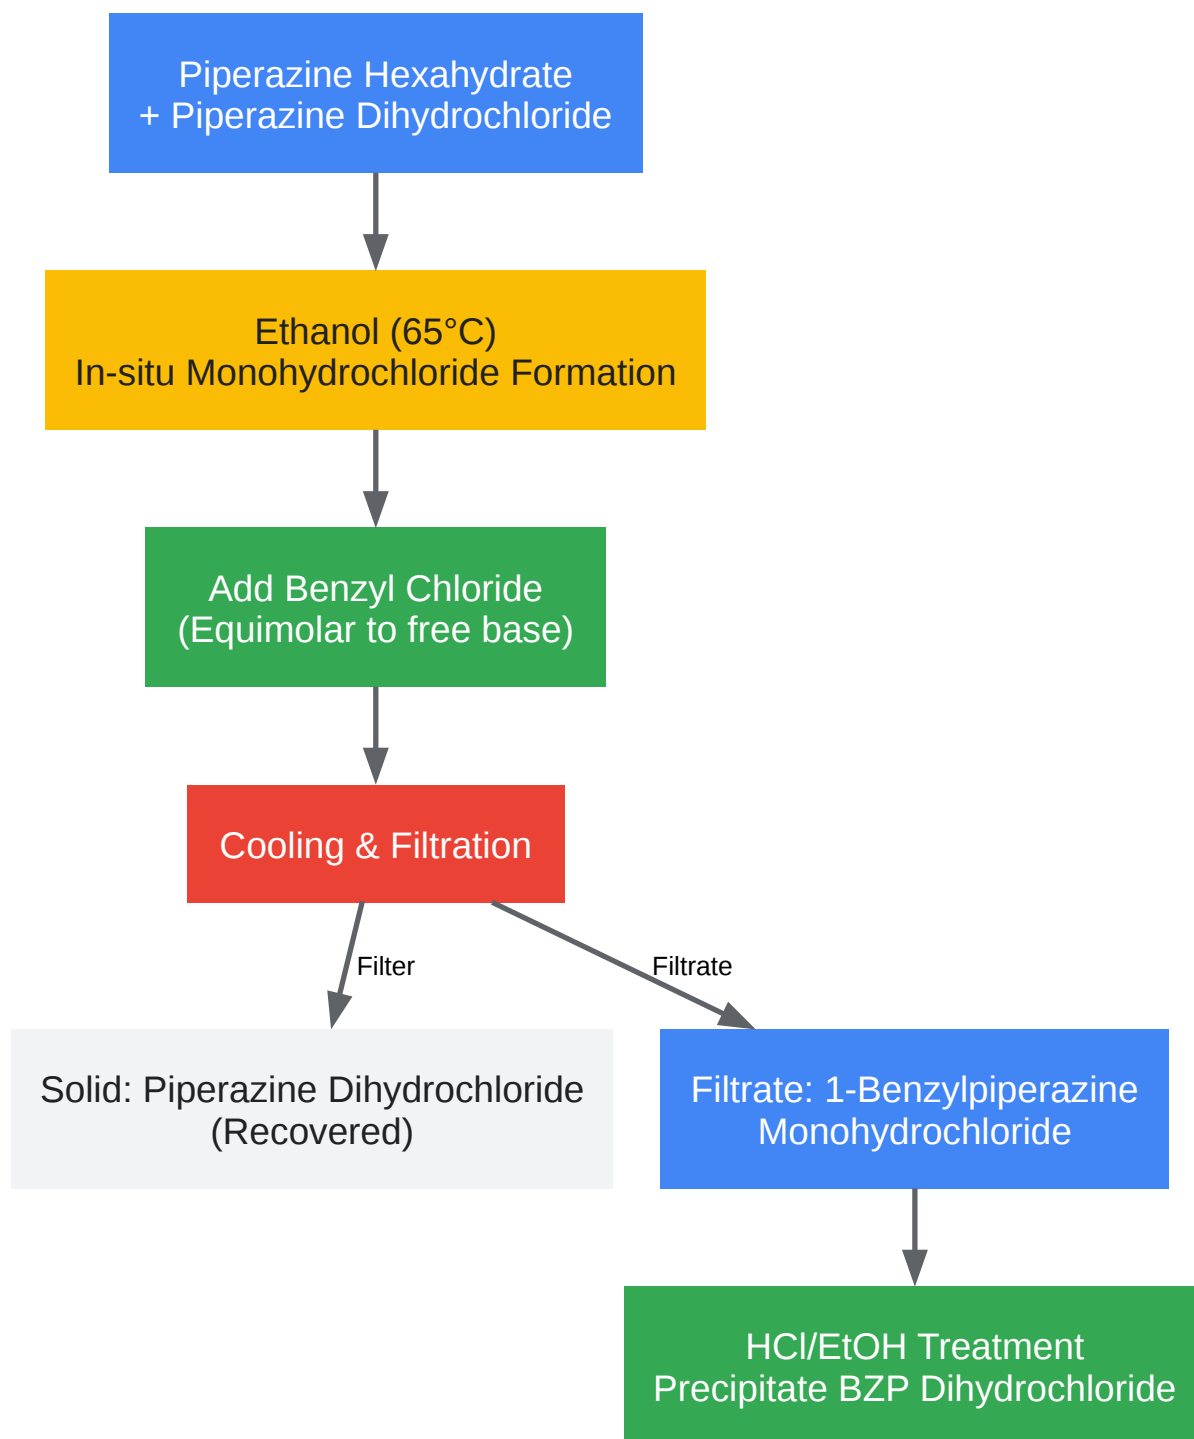 Piperazine Hexahydrate
+ Piperazine Dihydrochloride
Ethanol (65°C)
In-situ Monohydrochloride Formation
Add Benzyl Chloride
(Equimolar to free base)
Cooling & Filtration
Filter
Filtrate
Solid: Piperazine Dihydrochloride
(Recovered)
Filtrate: 1-Benzylpiperazine
Monohydrochloride
HCl/EtOH Treatment
Precipitate BZP Dihydrochloride